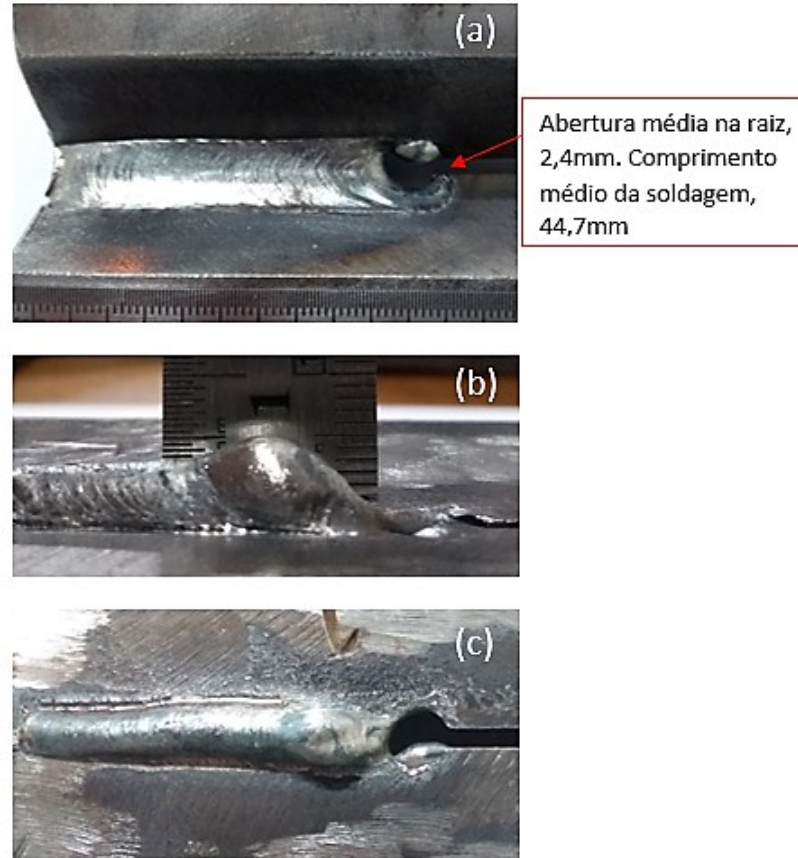 (a)
Abertura média na raiz,
2,4mm. Comprimento
médio da soldagem,
44,7mm
(b)
(c)